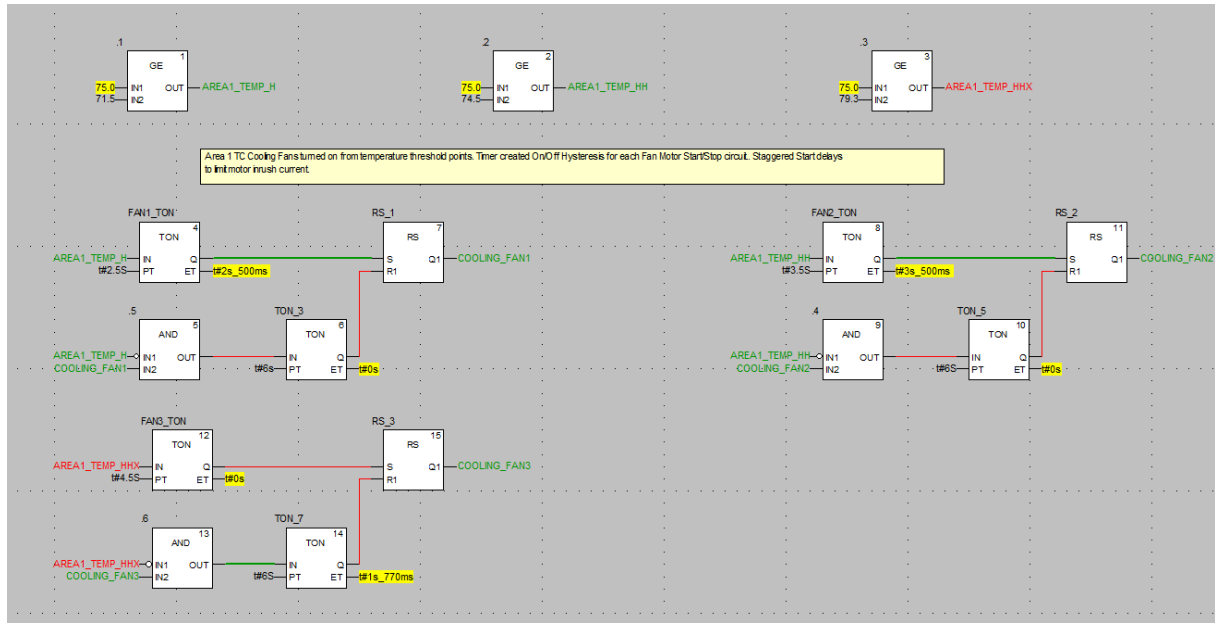 .1
1
GE
75.0 IN1 OUT AREA1_TEMP_H
71.5 IN2
.2
2
GE
75.0 IN1 OUT AREA1_TEMP_HH
74.5 IN2
.3
3
GE
75.0 IN1 OUT AREA1_TEMP_HHX
79.3 IN2
Area 1 TC Cooling Fans turned on from temperature threshold points. Timer created On/Off Hysteresis for each Fan Motor Start/Stop circuit. Staggered Start delays
to limit motor inrush current.
FAN1_TON
4
TON
AREA1_TEMP_H IN Q
t#2.5S PT ET t#2s_500ms
RS_1
7
RS
S Q1 COOLING_FAN1
R1
.5
5
AND
AREA1_TEMP_H IN1 OUT
COOLING_FAN1 IN2
TON_3
6
TON
IN Q
t#6s PT ET t#0s
FAN2_TON
8
TON
AREA1_TEMP_HH IN Q
t#3.5S PT ET t#3s_500ms
RS_2
11
RS
S Q1 COOLING_FAN2
R1
.4
9
AND
AREA1_TEMP_HH IN1 OUT
COOLING_FAN2 IN2
TON_5
10
TON
IN Q
t#6S PT ET t#0s
FAN3_TON
12
TON
AREA1_TEMP_HHX IN Q
t#4.5S PT ET t#0s
RS_3
15
RS
S Q1 COOLING_FAN3
R1
.6
13
AND
AREA1_TEMP_HHX IN1 OUT
COOLING_FAN3 IN2
TON_7
14
TON
IN Q
t#6S PT ET t#1s_770ms